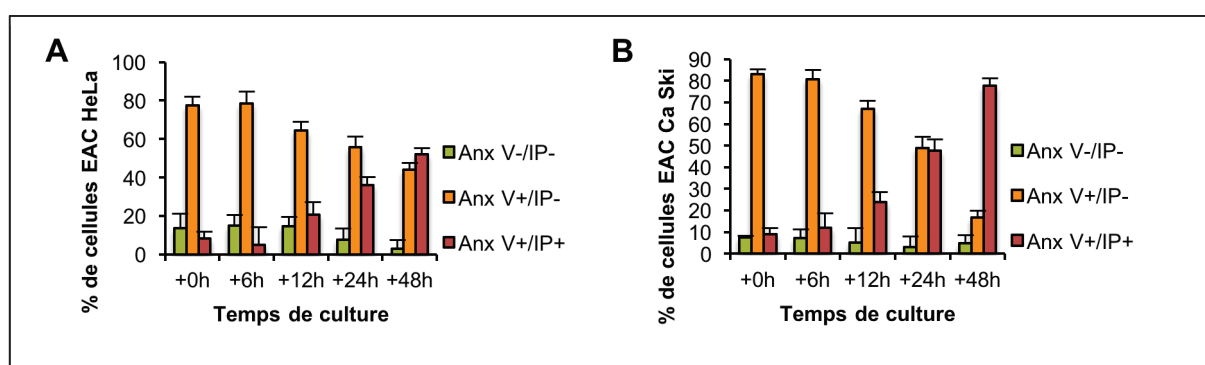 A
% de cellules EAC HeLa
100
80
60
40
20
0
+0h +6h +12h +24h +48h
Temps de culture
Anx V-/IP-
Anx V+/IP-
Anx V+/IP+
B
% de cellules EAC Ca Ski
90
80
70
60
50
40
30
20
10
0
+0h +6h +12h +24h +48h
Temps de culture
Anx V-/IP-
Anx V+/IP-
Anx V+/IP+